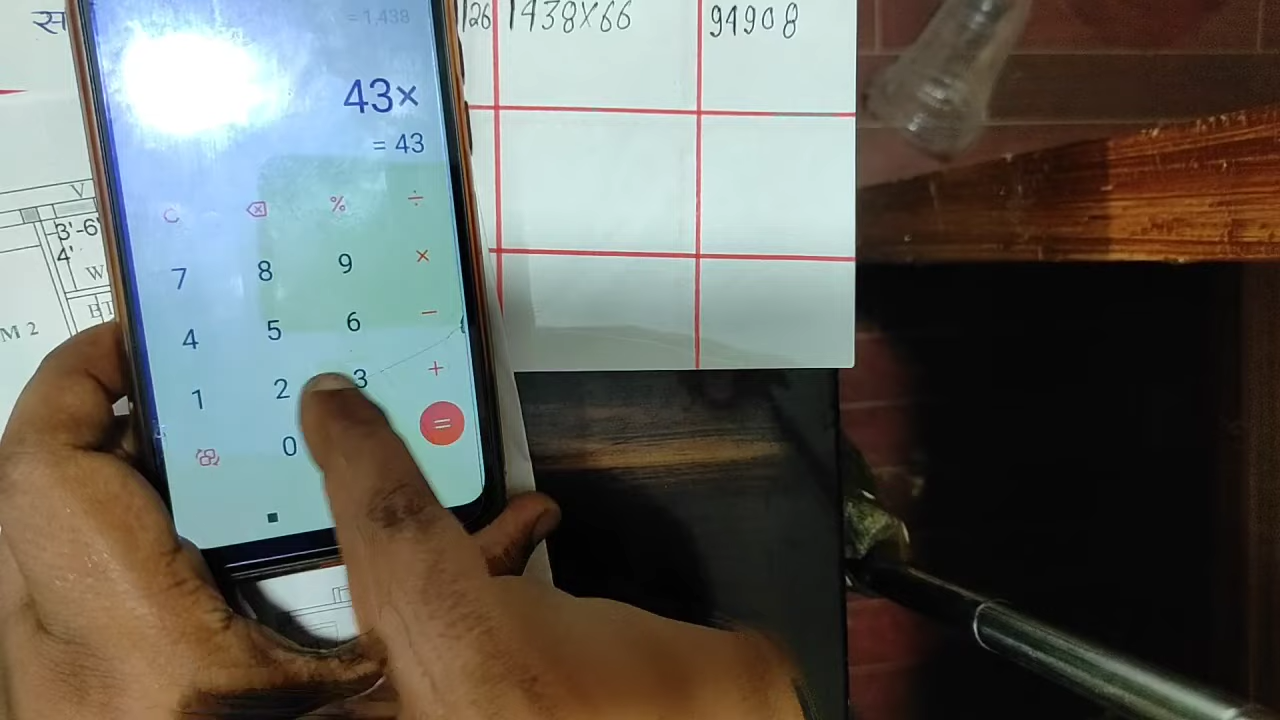 स
126 1438X66 94908
= 1,438
43×
= 43
C % ÷
7 8 9 ×
4 5 6 −
1 2 3 +
0 =
V
3'-6"
4'
W
M 2